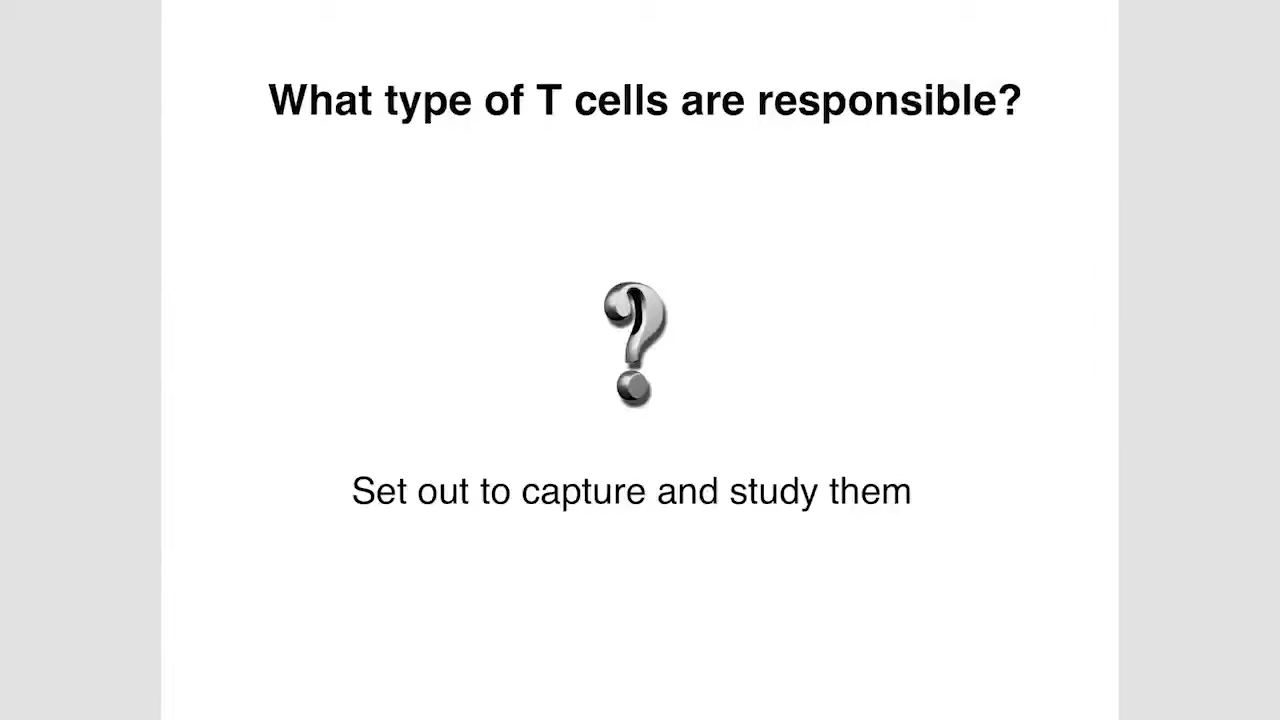 What type of T cells are responsible?
?
Set out to capture and study them